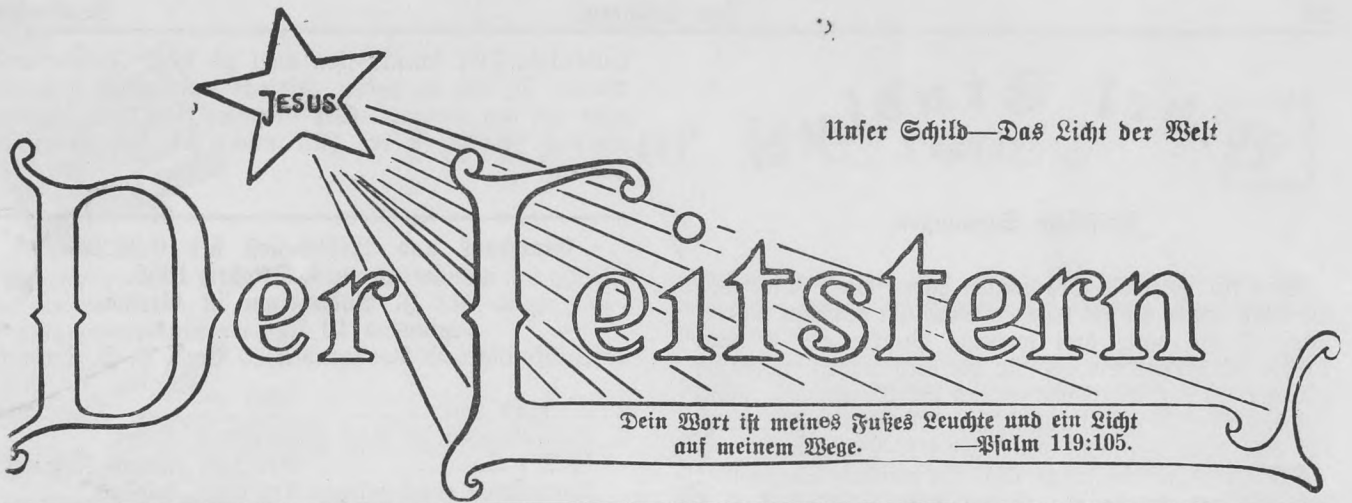 JESUS
Unser Schild—Das Licht der Welt
Der Leitstern
Dein Wort ist meines Fußes Leuchte und ein Licht
auf meinem Wege. —Psalm 119:105.